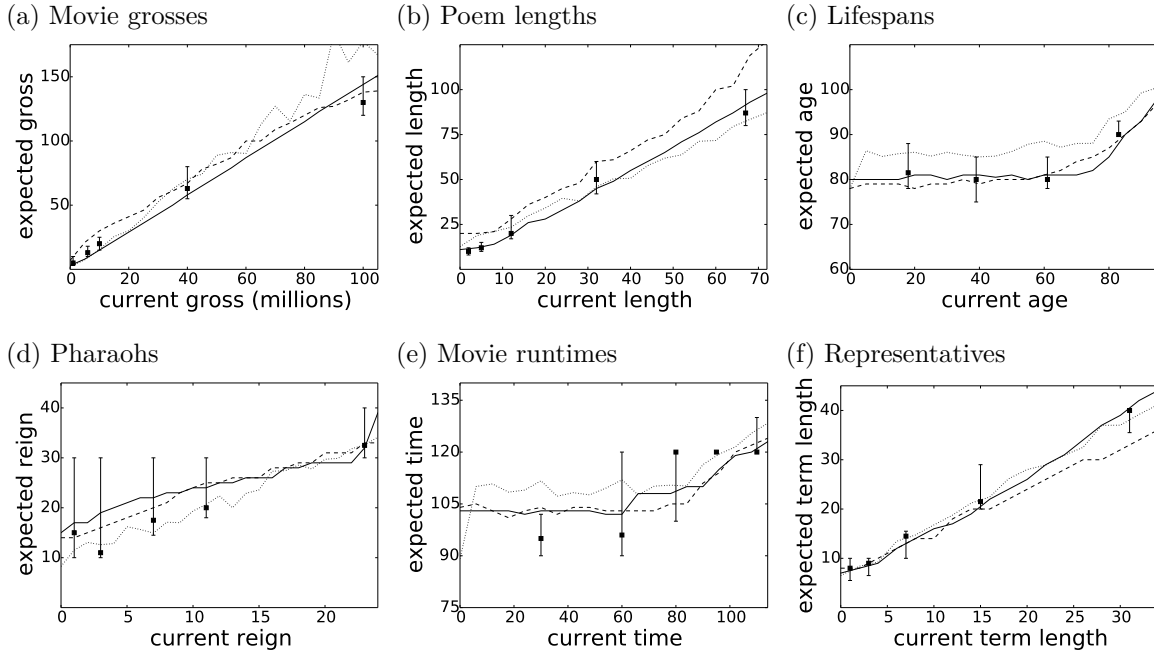 (a) Movie grosses
150
100
50
expected gross
0 20 40 60 80 100
current gross (millions)
(b) Poem lengths
100
75
50
25
expected length
0 10 20 30 40 50 60 70
current length
(c) Lifespans
100
90
80
70
60
expected age
0 20 40 60 80
current age
(d) Pharaohs
40
30
20
10
expected reign
0 5 10 15 20
current reign
(e) Movie runtimes
135
120
105
90
75
expected time
0 20 40 60 80 100
current time
(f) Representatives
40
30
20
10
expected term length
0 5 10 15 20 25 30
current term length